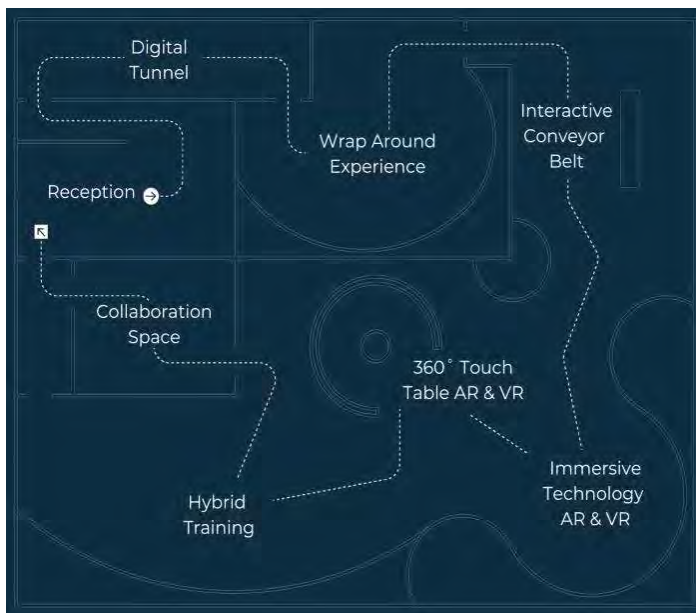 Digital
Tunnel
Wrap Around
Experience
Interactive
Conveyor
Belt
Reception
Collaboration
Space
360° Touch
Table AR & VR
Immersive
Technology
AR & VR
Hybrid
Training